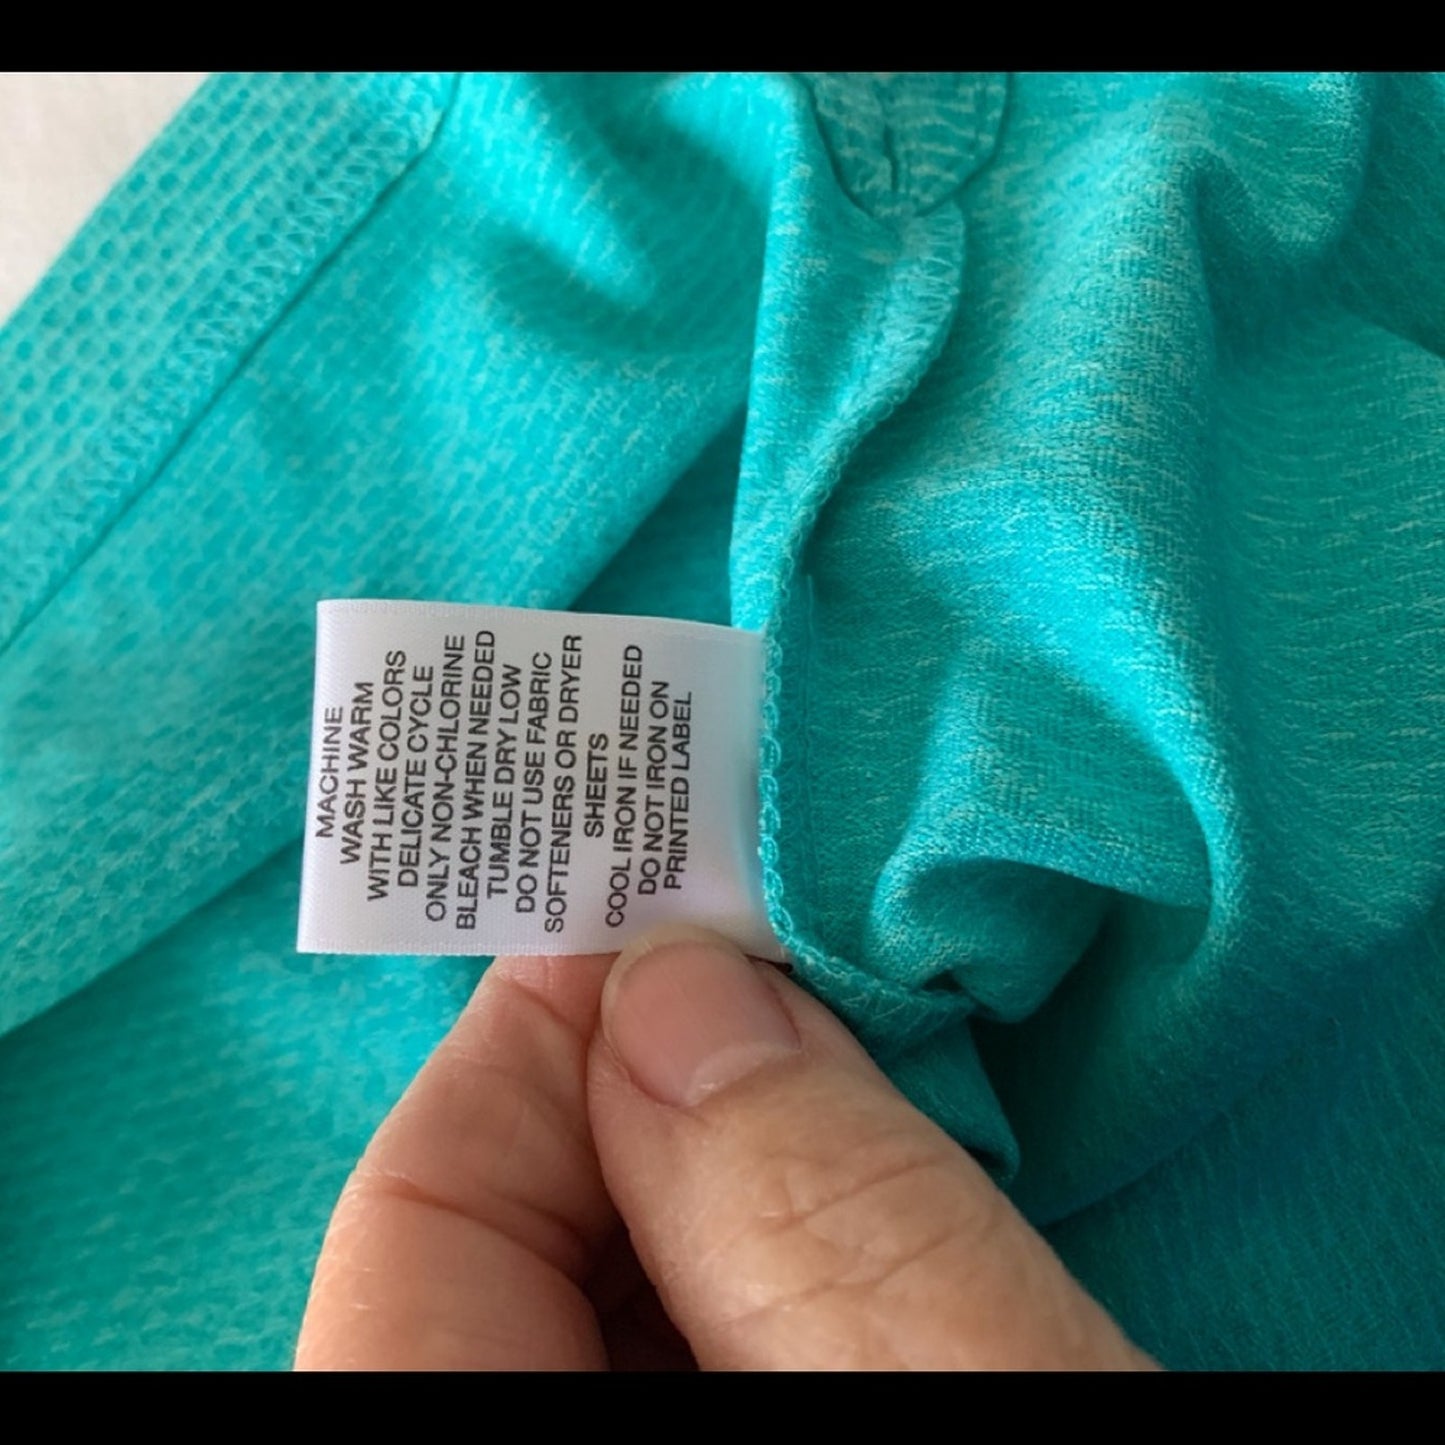 MACHINE
WASH WARM
WITH LIKE COLORS
DELICATE CYCLE
ONLY NON-CHLORINE
BLEACH WHEN NEEDED
TUMBLE DRY LOW
DO NOT USE FABRIC
SOFTENERS OR DRYER
SHEETS
COOL IRON IF NEEDED
DO NOT IRON ON
PRINTED LABEL